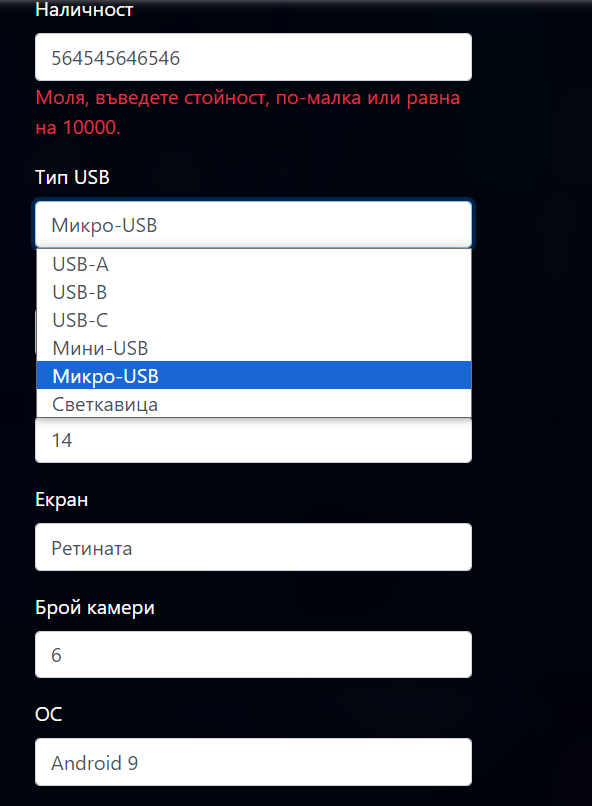 Наличност
564545646546
Моля, въведете стойност, по-малка или равна
на 10000.
Тип USB
Микро-USB
USB-A
USB-B
USB-C
Мини-USB
Микро-USB
Светкавица
14
Екран
Ретината
Брой камери
6
ОС
Android 9